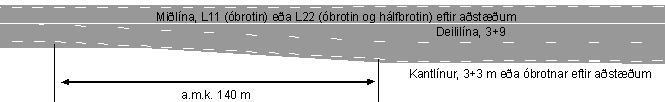 Miðlína, L11 (óbrotin) eða L22 (óbrotin og hálfbrotin) eftir aðstæðum
Deililína, 3+9
Kantlínur, 3+3 m eða óbrotnar eftir aðstæðum
a.m.k. 140 m